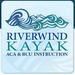 RIVERWIND
KAYAK
ACA & BCU INSTRUCTION